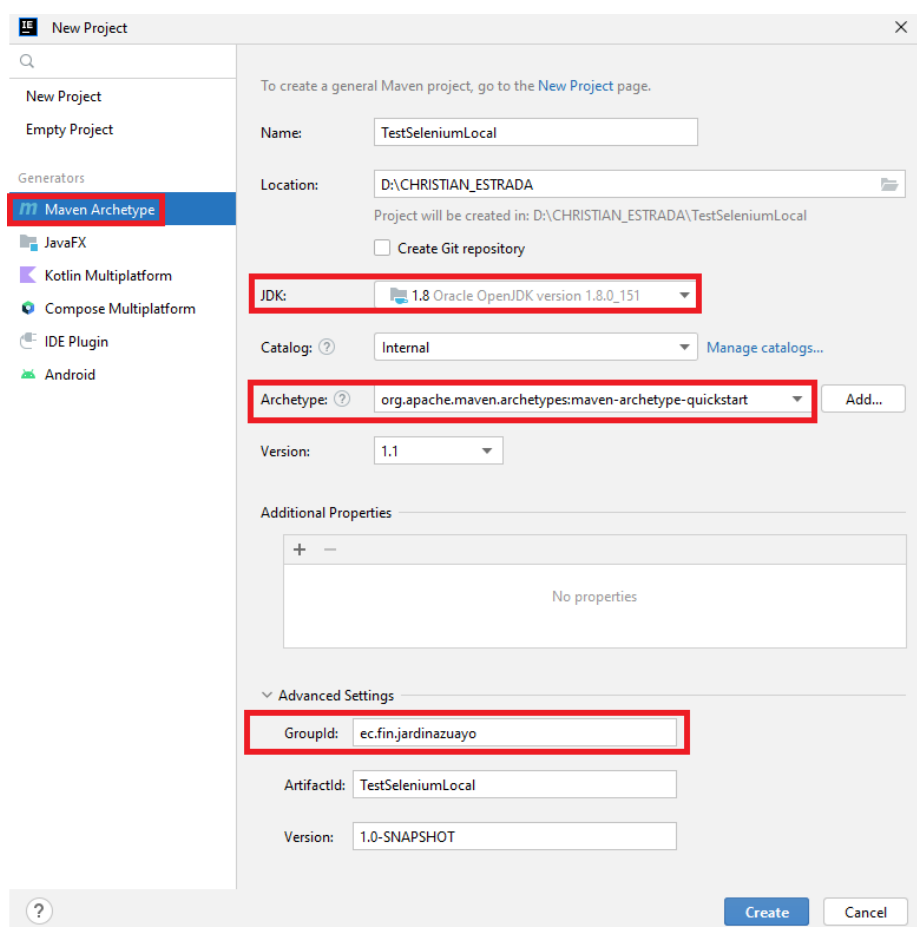 New Project
New Project
Empty Project
Generators
Maven Archetype
JavaFX
Kotlin Multiplatform
Compose Multiplatform
IDE Plugin
Android
To create a general Maven project, go to the New Project page.
Name: TestSeleniumLocal
Location: D:\CHRISTIAN_ESTRADA
Project will be created in: D:\CHRISTIAN_ESTRADA\TestSeleniumLocal
Create Git repository
JDK: 1.8 Oracle OpenJDK version 1.8.0_151
Catalog: ? Internal Manage catalogs...
Archetype: ? org.apache.maven.archetypes:maven-archetype-quickstart Add...
Version: 1.1
Additional Properties
+ −
No properties
Advanced Settings
GroupId: ec.fin.jardinazuayo
ArtifactId: TestSeleniumLocal
Version: 1.0-SNAPSHOT
? Create Cancel